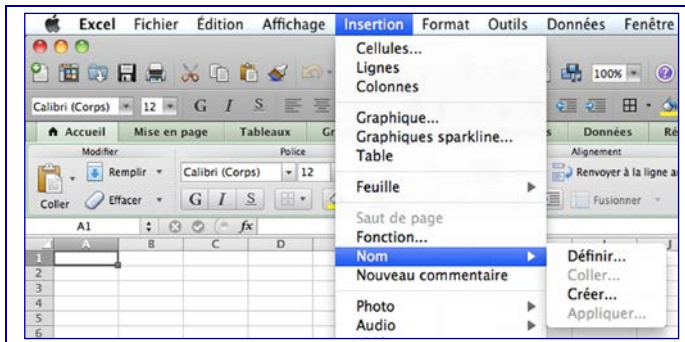 Excel Fichier Édition Affichage Insertion Format Outils Données Fenêtre
100%
Calibri (Corps) 12 G I S
Accueil Mise en page Tableaux Gr s Données Ré
Modifier Police Alignement
Remplir Calibri (Corps) 12 Renvoyer à la ligne au
Coller Effacer G I S Fusionner
A1 fx
A B C D J
1
2
3
4
5
6
Cellules...
Lignes
Colonnes
Graphique...
Graphiques sparkline...
Table
Feuille
Saut de page
Fonction...
Nom
Nouveau commentaire
Photo
Audio
Définir...
Coller...
Créer...
Appliquer...